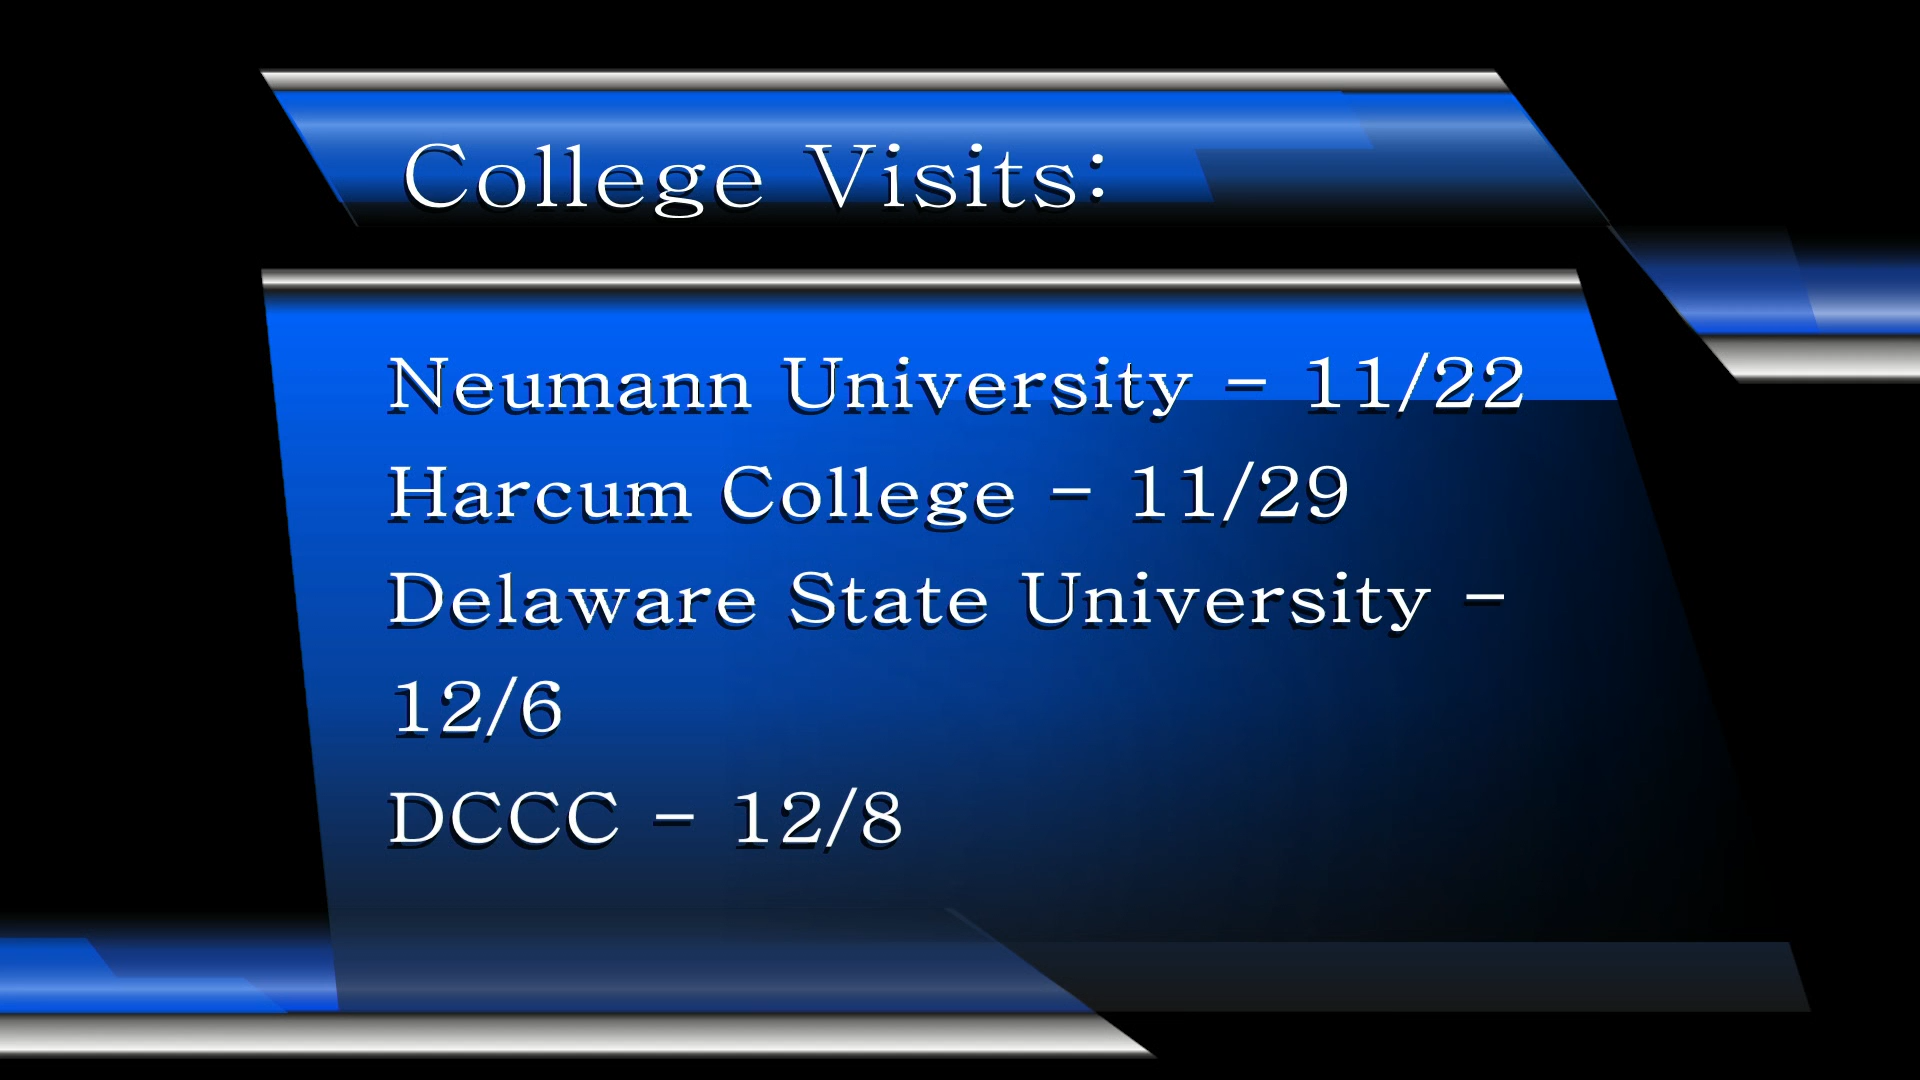 College Visits:
Neumann University – 11/22
Harcum College – 11/29
Delaware State University –
12/6
DCCC – 12/8